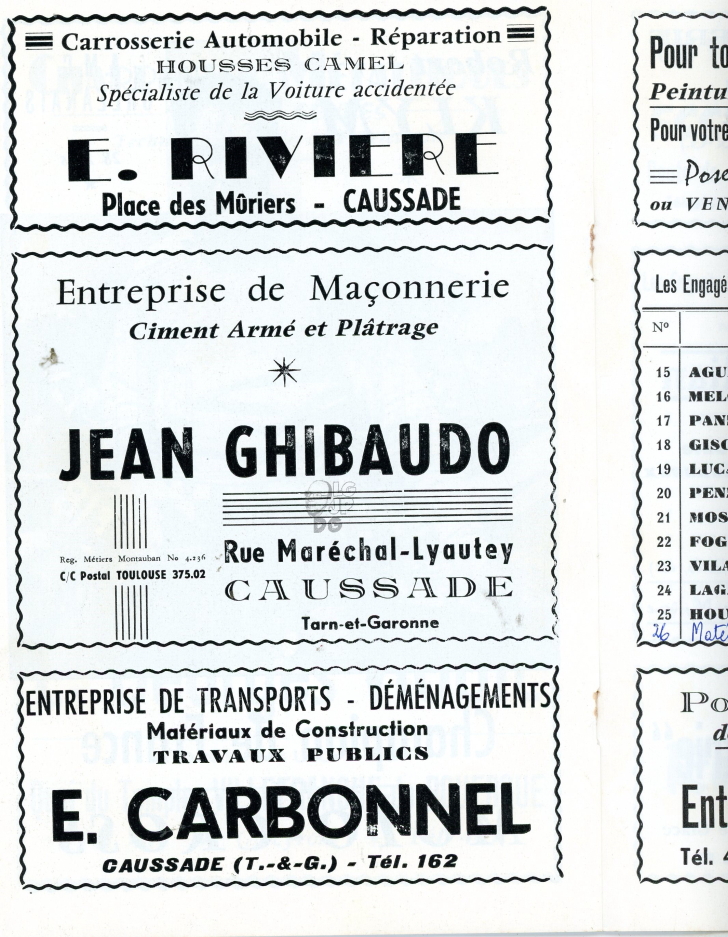 Carrosserie Automobile - Réparation
HOUSSES CAMEL
Spécialiste de la Voiture accidentée
E. RIVIERE
Place des Mûriers - CAUSSADE
Entreprise de Maçonnerie
Ciment Armé et Plâtrage
JEAN GHIBAUDO
Reg. Métiers Montauban No 4.236
C/C Postal TOULOUSE 375.02
Rue Maréchal-Lyautey
CAUSSADE
Tarn-et-Garonne
ENTREPRISE DE TRANSPORTS - DÉMÉNAGEMENTS
Matériaux de Construction
TRAVAUX PUBLICS
E. CARBONNEL
CAUSSADE (T.-&-G.) - Tél. 162
Pour to
Peintu
Pour votre
Pose
ou VEN
Les Engagé
No
15 AGU
16 MEL
17 PAN
18 GISC
19 LUCA
20 PEN
21 MOS
22 FOG
23 VILA
24 LAGA
25 HOU
26 Mate
Po
d
Ent
Tél. 4